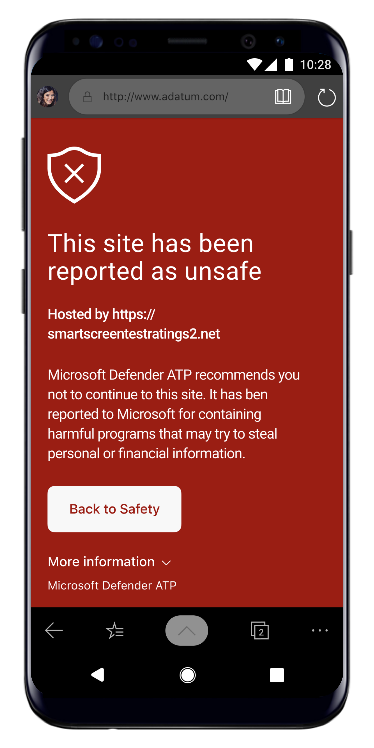 10:28
http://www.adatum.com/
This site has been
reported as unsafe
Hosted by https://
smartscreentestratings2.net
Microsoft Defender ATP recommends you
not to continue to this site. It has ben
reported to Microsoft for containing
harmful programs that may try to steal
personal or financial information.
Back to Safety
More information
Microsoft Defender ATP
2